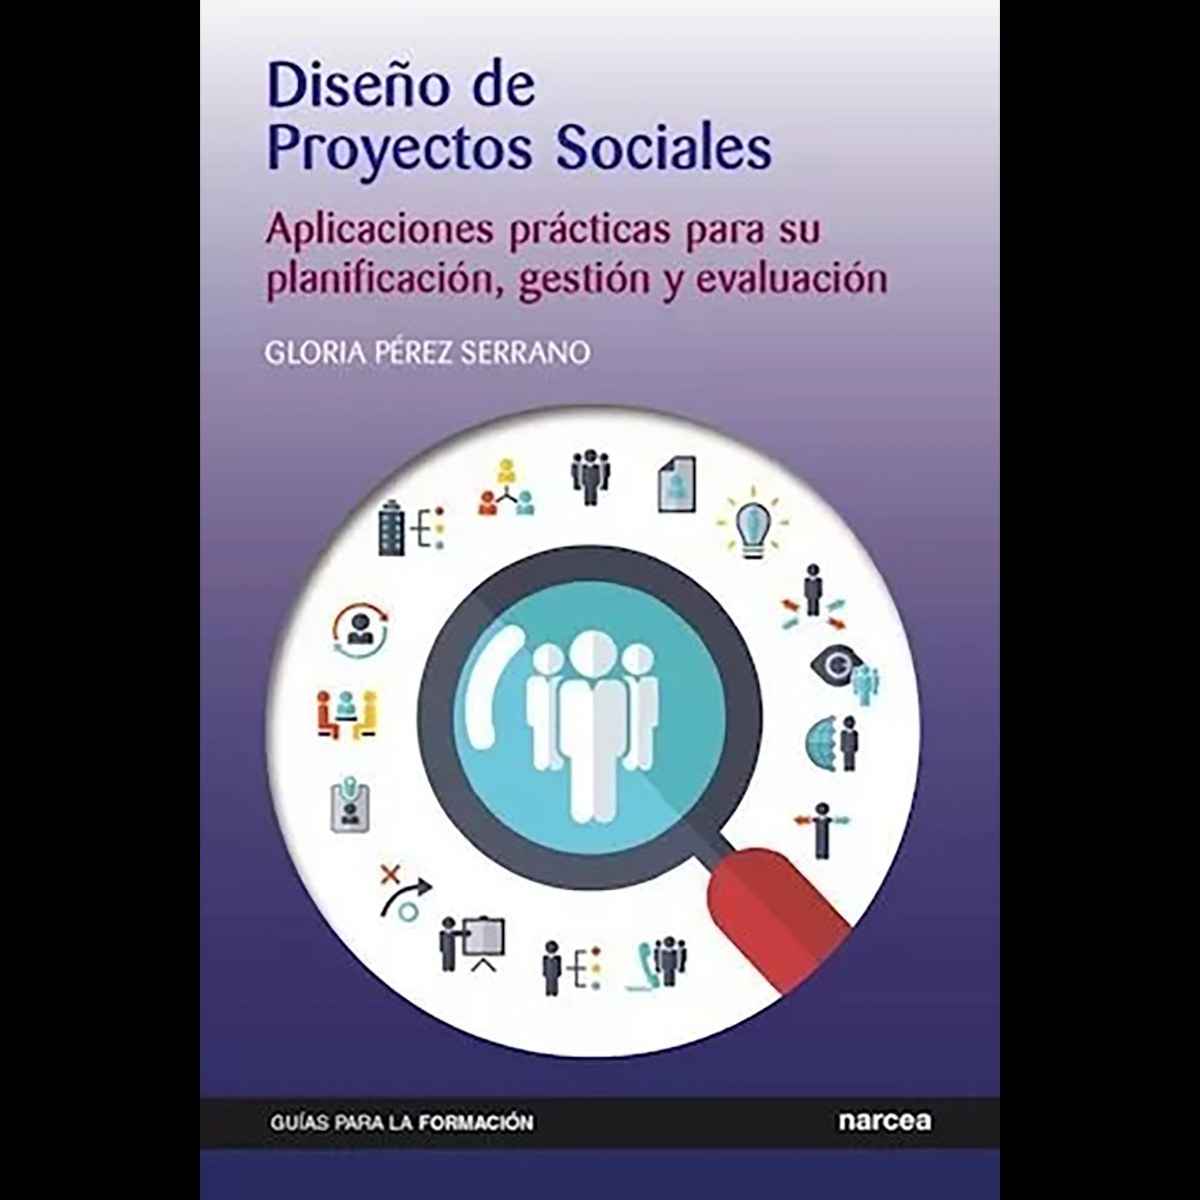 Diseño de
Proyectos Sociales
Aplicaciones prácticas para su
planificación, gestión y evaluación
GLORIA PÉREZ SERRANO
GUÍAS PARA LA FORMACIÓN
narcea